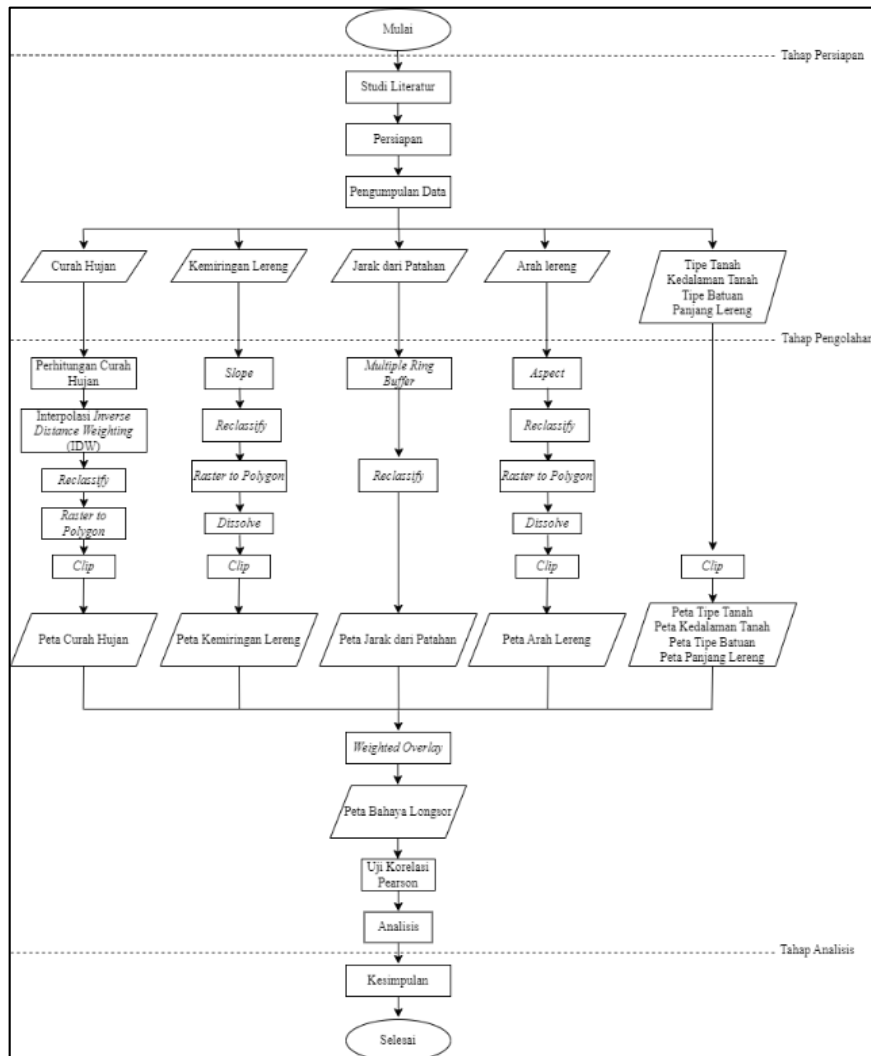 Mulai
Tahap Persiapan
Studi Literatur
Persiapan
Pengumpulan Data
Curah Hujan
Kemiringan Lereng
Jarak dari Patahan
Arah lereng
Tipe Tanah
Kedalaman Tanah
Tipe Batuan
Panjang Lereng
Tahap Pengolahan
Perhitungan Curah
Hujan
Interpolasi Inverse
Distance Weighting
(IDW)
Reclassify
Raster to
Polygon
Clip
Slope
Reclassify
Raster to Polygon
Dissolve
Clip
Multiple Ring
Buffer
Reclassify
Aspect
Reclassify
Raster to Polygon
Dissolve
Clip
Clip
Peta Curah Hujan
Peta Kemiringan Lereng
Peta Jarak dari Patahan
Peta Arah Lereng
Peta Tipe Tanah
Peta Kedalaman Tanah
Peta Tipe Batuan
Peta Panjang Lereng
Weighted Overlay
Peta Bahaya Longsor
Uji Korelasi
Pearson
Analisis
Tahap Analisis
Kesimpulan
Selesai